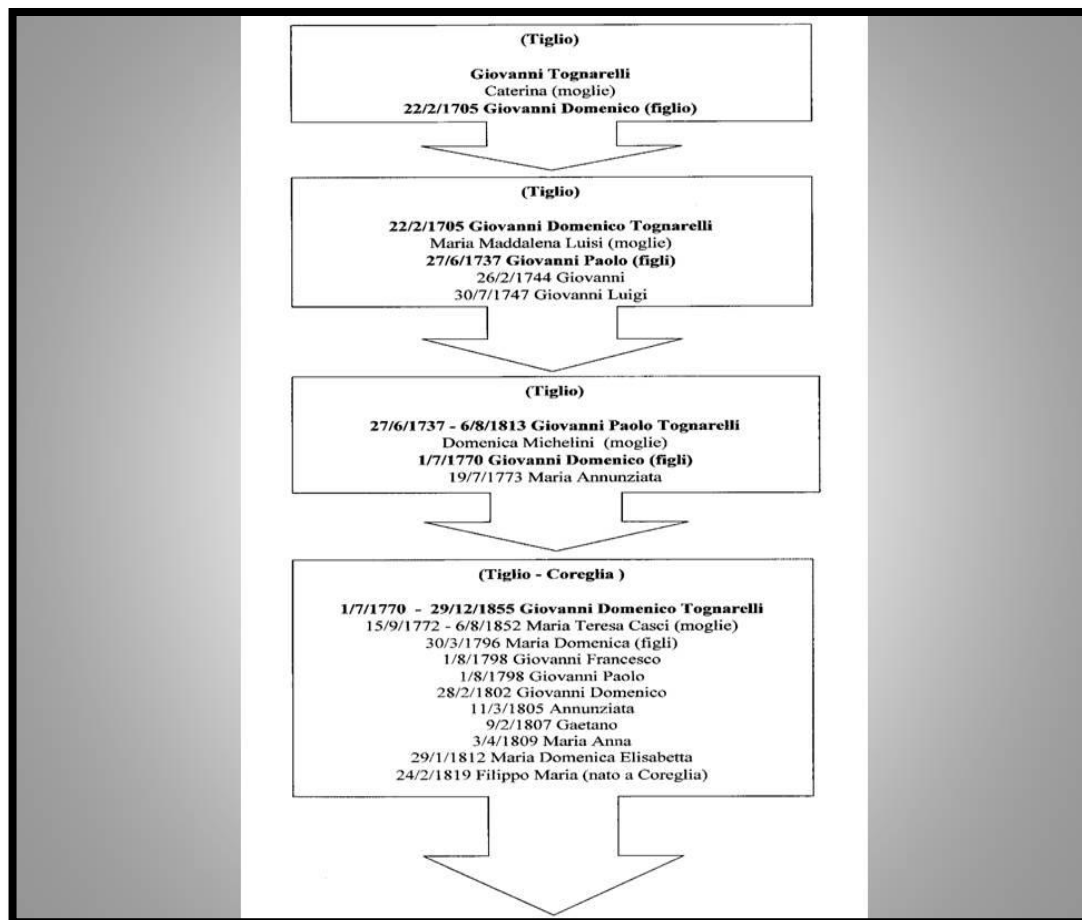 (Tiglio)
Giovanni Tognarelli
Caterina (moglie)
22/2/1705 Giovanni Domenico (figlio)
(Tiglio)
22/2/1705 Giovanni Domenico Tognarelli
Maria Maddalena Luisi (moglie)
27/6/1737 Giovanni Paolo (figli)
26/2/1744 Giovanni
30/7/1747 Giovanni Luigi
(Tiglio)
27/6/1737 - 6/8/1813 Giovanni Paolo Tognarelli
Domenica Michelini (moglie)
1/7/1770 Giovanni Domenico (figli)
19/7/1773 Maria Annunziata
(Tiglio - Coreglia )
1/7/1770 - 29/12/1855 Giovanni Domenico Tognarelli
15/9/1772 - 6/8/1852 Maria Teresa Casci (moglie)
30/3/1796 Maria Domenica (figli)
1/8/1798 Giovanni Francesco
1/8/1798 Giovanni Paolo
28/2/1802 Giovanni Domenico
11/3/1805 Annunziata
9/2/1807 Gaetano
3/4/1809 Maria Anna
29/1/1812 Maria Domenica Elisabetta
24/2/1819 Filippo Maria (nato a Coreglia)